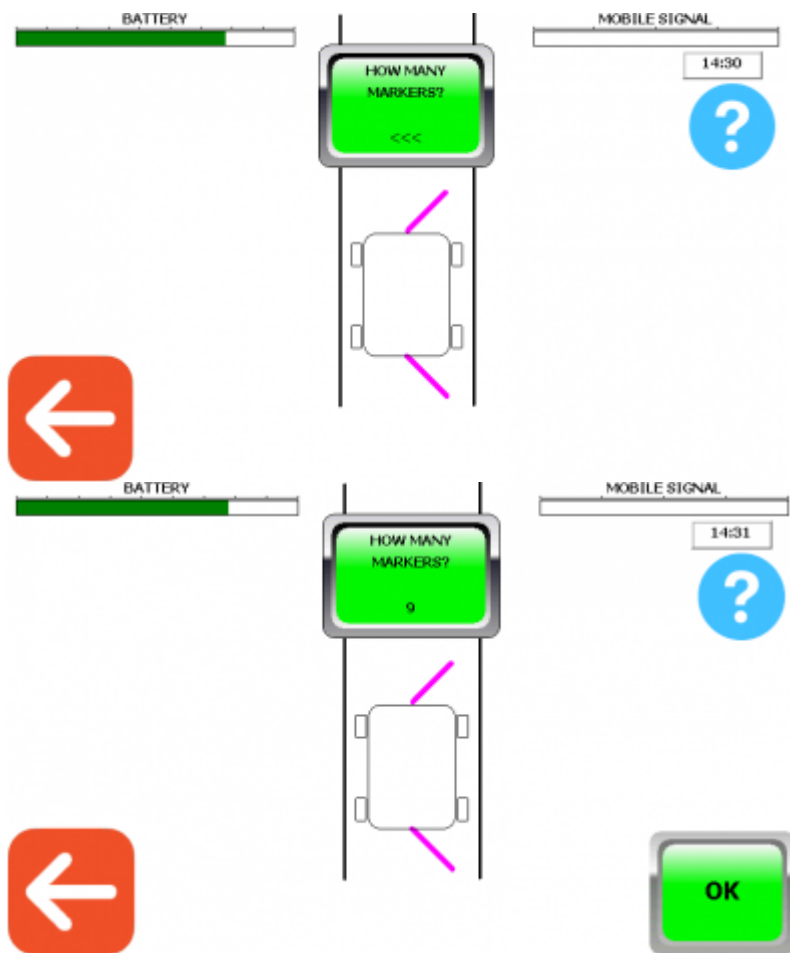 BATTERY
MOBILE SIGNAL
14:30
HOW MANY
MARKERS?
<<<
?
BATTERY
MOBILE SIGNAL
14:31
HOW MANY
MARKERS?
9
?
OK